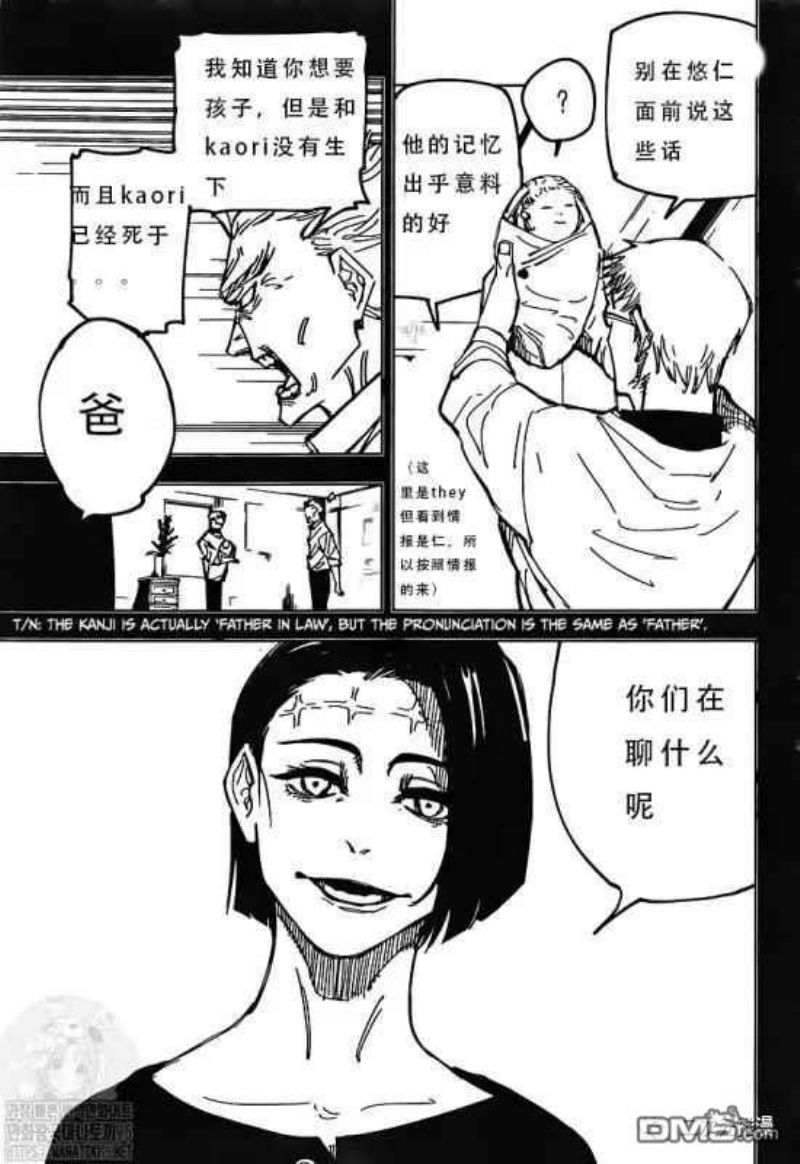 别在悠仁
面前说这
些话
?
他的记忆
出乎意料
的好
(这
里是they
但看到情
报是仁,所
以按照情报
的来)
我知道你想要
孩子,但是和
kaori没有生
下
而且kaori
已经死于
。。。
爸
T/N: THE KANJI IS ACTUALLY 'FATHER IN LAW', BUT THE PRONUNCIATION IS THE SAME AS 'FATHER'.
你们在
聊什么
呢